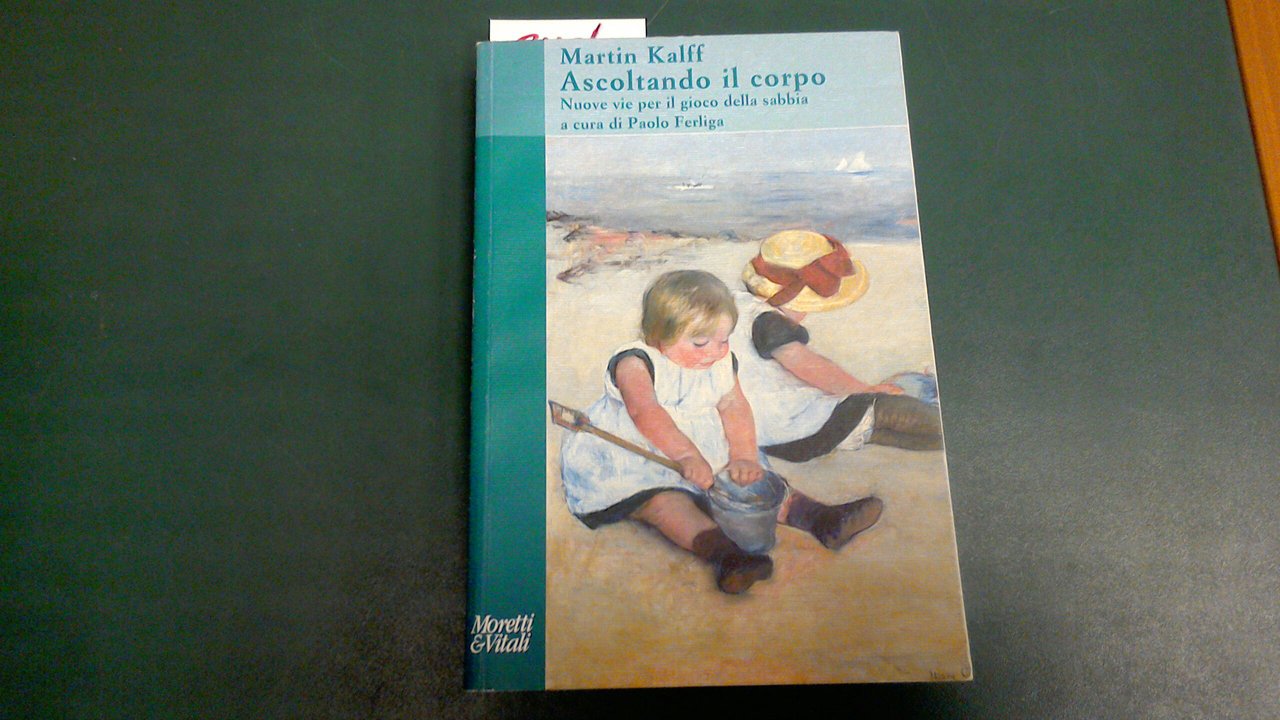 Martin Kalff
Ascoltando il corpo
Nuove vie per il gioco della sabbia
a cura di Paolo Ferliga
Moretti
&Vitali